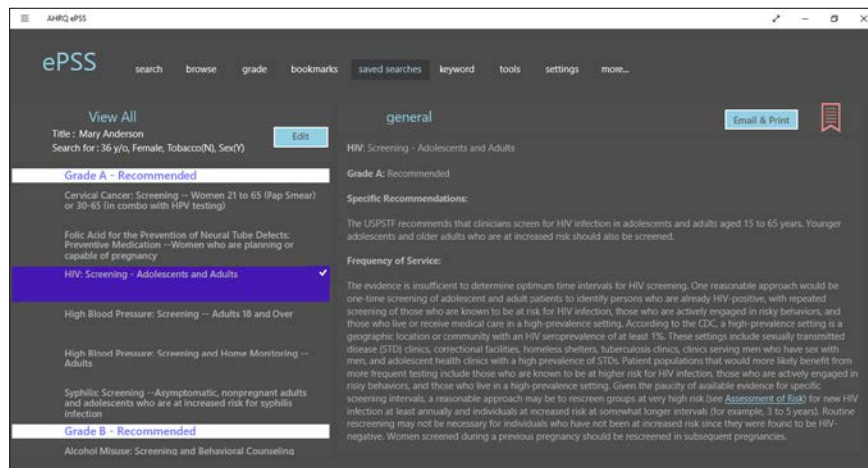 AHRQ ePSS
ePSS
search browse grade bookmarks saved searches keyword tools settings more...
View All
Title : Mary Anderson
Search for : 36 y/o, Female, Tobacco(N), Sex(Y)
Edit
Grade A - Recommended
Cervical Cancer: Screening -- Women 21 to 65 (Pap Smear)
or 30-65 (in combo with HPV testing)
Folic Acid for the Prevention of Neural Tube Defects:
Preventive Medication --Women who are planning or
capable of pregnancy
HIV: Screening - Adolescents and Adults
High Blood Pressure: Screening -- Adults 18 and Over
High Blood Pressure: Screening and Home Monitoring --
Adults
Syphilis: Screening --Asymptomatic, nonpregnant adults
and adolescents who are at increased risk for syphilis
infection
Grade B - Recommended
Alcohol Misuse: Screening and Behavioral Counseling
general
Email & Print
HIV: Screening - Adolescents and Adults
Grade A: Recommended
Specific Recommendations:
The USPSTF recommends that clinicians screen for HIV infection in adolescents and adults aged 15 to 65 years. Younger
adolescents and older adults who are at increased risk should also be screened.
Frequency of Service:
The evidence is insufficient to determine optimum time intervals for HIV screening. One reasonable approach would be
one-time screening of adolescent and adult patients to identify persons who are already HIV-positive, with repeated
screening of those who are known to be at risk for HIV infection, those who are actively engaged in risky behaviors, and
those who live or receive medical care in a high-prevalence setting. According to the CDC, a high-prevalence setting is a
geographic location or community with an HIV seroprevalence of at least 1%. These settings include sexually transmitted
disease (STD) clinics, correctional facilities, homeless shelters, tuberculosis clinics, clinics serving men who have sex with
men, and adolescent health clinics with a high prevalence of STDs. Patient populations that would more likely benefit from
more frequent testing include those who are known to be at higher risk for HIV infection, those who are actively engaged in
risky behaviors, and those who live in a high-prevalence setting. Given the paucity of available evidence for specific
screening intervals, a reasonable approach may be to rescreen groups at very high risk (see Assessment of Risk) for new HIV
infection at least annually and individuals at increased risk at somewhat longer intervals (for example, 3 to 5 years). Routine
rescreening may not be necessary for individuals who have not been at increased risk since they were found to be HIV-
negative. Women screened during a previous pregnancy should be rescreened in subsequent pregnancies.